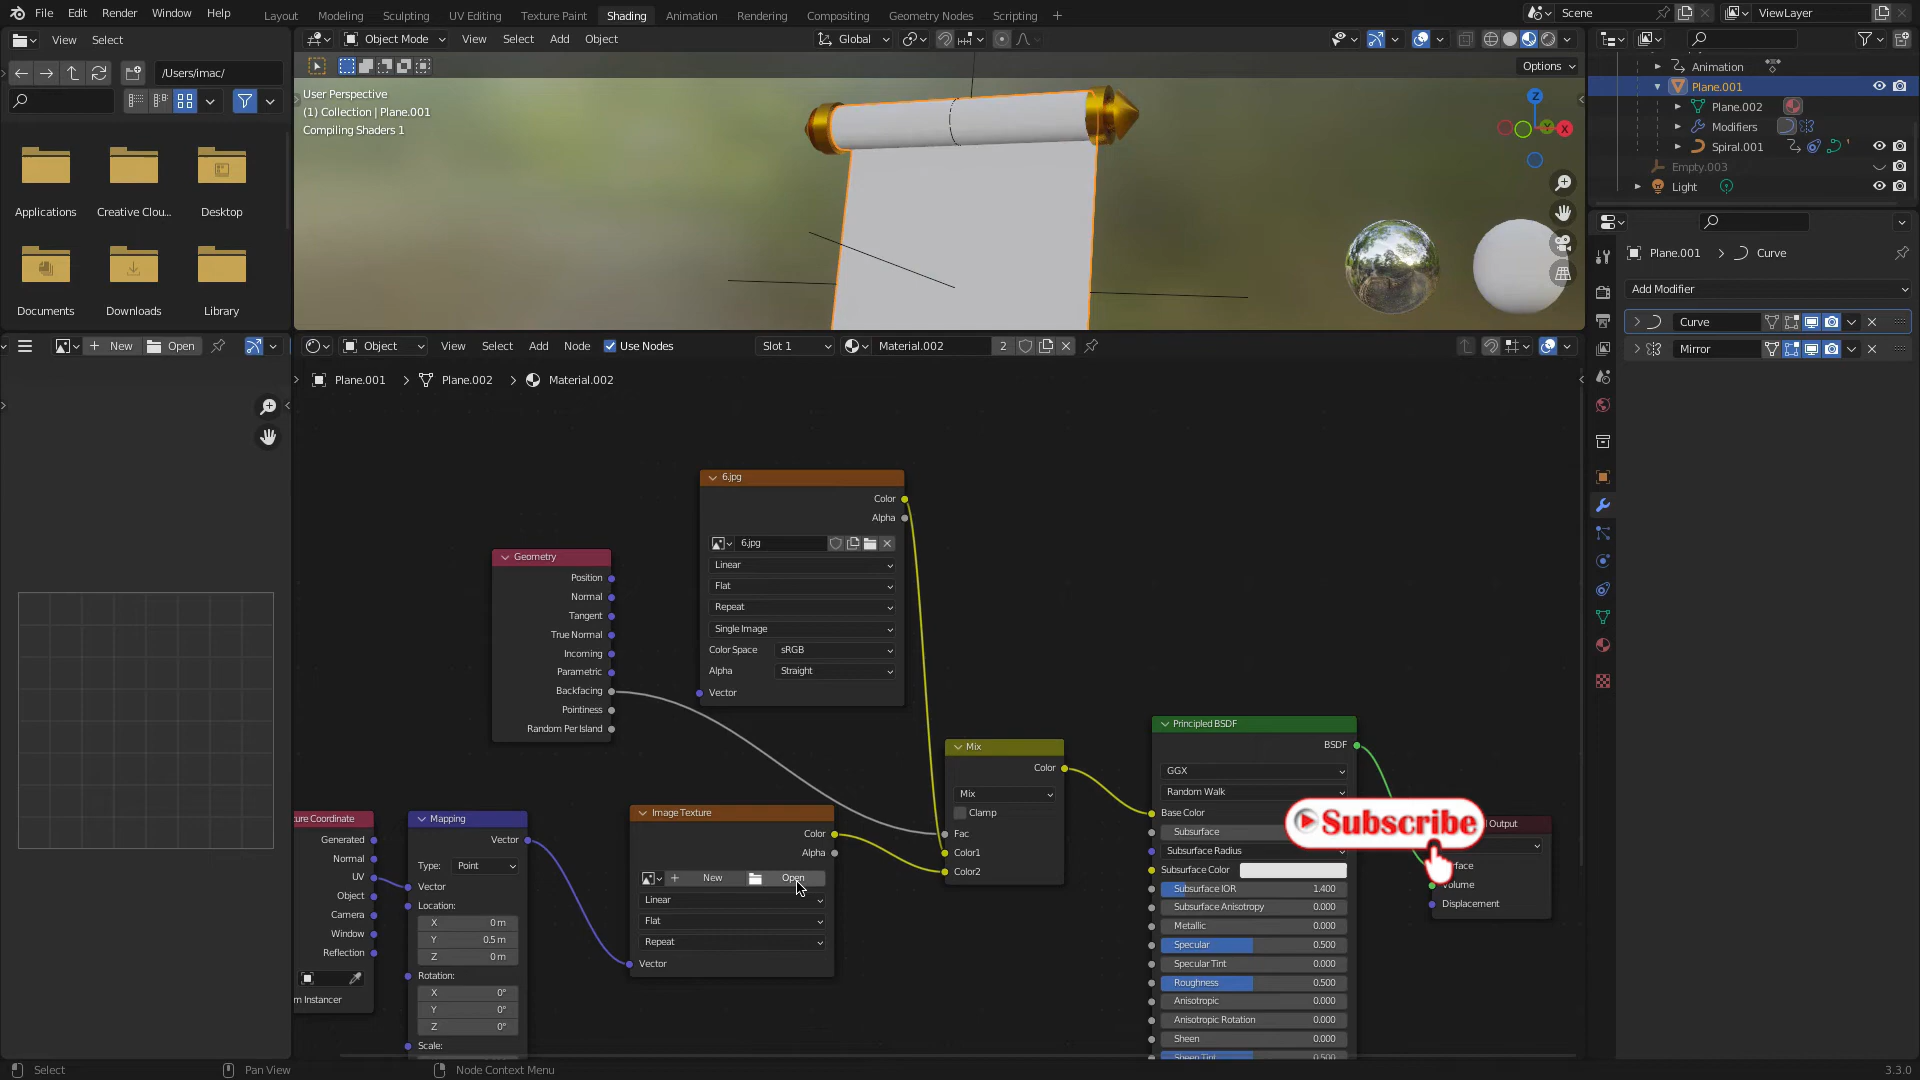 File Edit Render Window Help
Layout Modeling Sculpting UV Editing Texture Paint Shading Animation Rendering Compositing Geometry Nodes Scripting +
Scene
ViewLayer
View Select
/Users/imac/
Applications
Creative Clou...
Desktop
Documents
Downloads
Library
Object Mode View Select Add Object
Global
Options
User Perspective
(1) Collection | Plane.001
Compiling Shaders 1
Z
X
Animation
Plane.001
Plane.002
Modifiers
Spiral.001
Empty.003
Light
Plane.001 > Curve
Add Modifier
Curve
Mirror
+ New Open
Object View Select Add Node Use Nodes
Slot 1
Material.002
2
Plane.001 > Plane.002 > Material.002
6.jpg
Color
Alpha
6.jpg
Linear
Flat
Repeat
Single Image
Color Space sRGB
Alpha Straight
Vector
Geometry
Position
Normal
Tangent
True Normal
Incoming
Parametric
Backfacing
Pointiness
Random Per Island
ure Coordinate
Generated
Normal
UV
Object
Camera
Window
Reflection
m Instancer
Mapping
Vector
Type: Point
Vector
Location:
X 0 m
Y 0.5 m
Z 0 m
Rotation:
X 0°
Y 0°
Z 0°
Scale:
Image Texture
Color
Alpha
+ New Open
Linear
Flat
Repeat
Vector
Mix
Color
Mix
Clamp
Fac
Color1
Color2
Principled BSDF
BSDF
GGX
Random Walk
Base Color
Subsurface
Subsurface Radius
Subsurface Color
Subsurface IOR 1.400
Subsurface Anisotropy 0.000
Metallic 0.000
Specular 0.500
Specular Tint 0.000
Roughness 0.500
Anisotropic 0.000
Anisotropic Rotation 0.000
Sheen 0.000
Sheen Tint 0.500
Subscribe
l Output
rface
Volume
Displacement
Select
Pan View
Node Context Menu
3.3.0